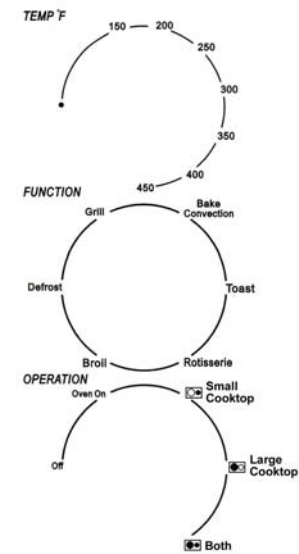 TEMP °F
150
200
250
300
350
400
450
FUNCTION
Grill
Bake
Convection
Defrost
Toast
Broil
Rotisserie
OPERATION
Oven On
Small
Cooktop
Off
Large
Cooktop
Both